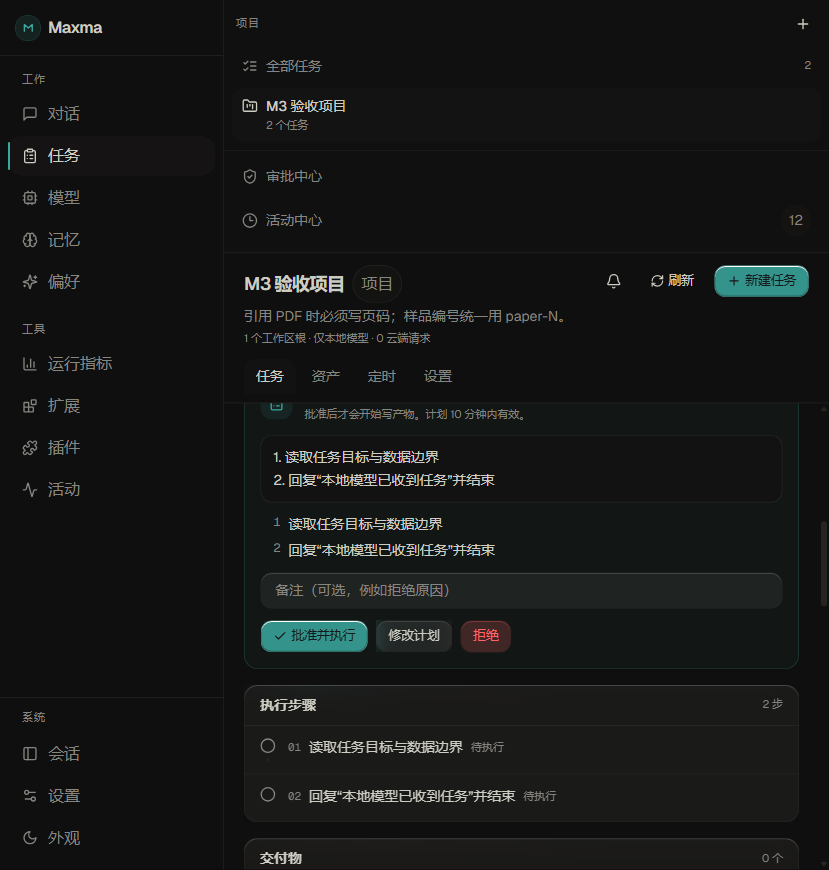 M
Maxma
工作
对话
任务
模型
记忆
偏好
工具
运行指标
扩展
插件
活动
系统
会话
设置
外观
项目
全部任务
2
M3 验收项目
2 个任务
审批中心
活动中心
12
M3 验收项目
项目
刷新
新建任务
引用 PDF 时必须写页码；样品编号统一用 paper-N。
1 个工作区根 · 仅本地模型 · 0 云端请求
任务
资产
定时
设置
批准后才会开始写产物。计划 10 分钟内有效。
1. 读取任务目标与数据边界
2. 回复“本地模型已收到任务”并结束
1 读取任务目标与数据边界
2 回复“本地模型已收到任务”并结束
备注（可选，例如拒绝原因）
批准并执行
修改计划
拒绝
执行步骤
2 步
01 读取任务目标与数据边界 待执行
02 回复“本地模型已收到任务”并结束 待执行
交付物
0 个